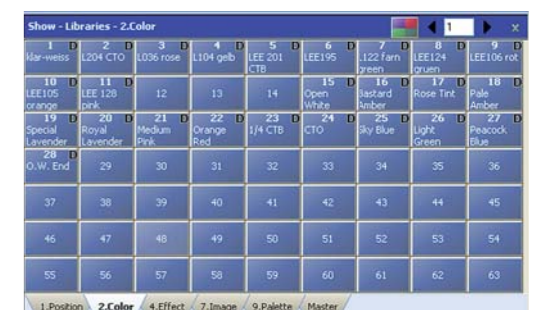 Show - Libraries - 2.Color 1 x
1 D 2 D 3 D 4 D 5 D 6 D 7 D 8 D 9 D
klar-weiss L204 CTO L036 rose L104 gelb LEE 201 LEE195 L122 farn LEE124 LEE106 rot
CTB green gruen
10 D 11 D 12 13 14 15 D 16 D 17 D 18 D
LEE105 LEE 128 Open Bastard Rose Tint Pale
orange pink White Amber Amber
19 D 20 D 21 D 22 D 23 D 24 D 25 D 26 D 27 D
Special Royal Medium Orange 1/4 CTB CTO Sky Blue Light Peacock
Lavender Lavender Pink Red Green Blue
28 D 29 30 31 32 33 34 35 36
O.W. End
37 38 39 40 41 42 43 44 45
46 47 48 49 50 51 52 53 54
55 56 57 58 59 60 61 62 63
1.Position 2.Color 4.Effect 7.Image 9.Palette Master